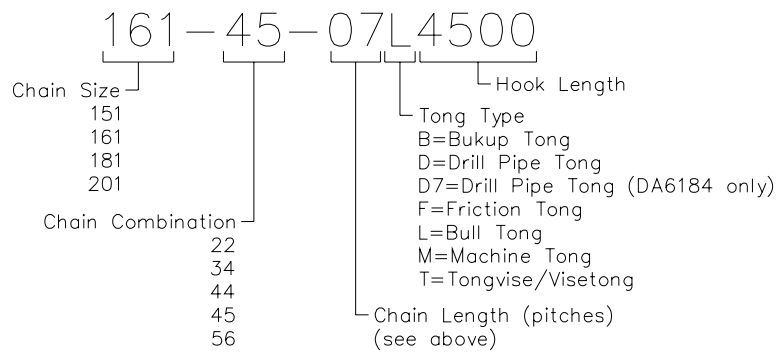 161-45-07L4500
Chain Size
151
161
181
201
Chain Combination
22
34
44
45
56
Hook Length
Tong Type
B=Bukup Tong
D=Drill Pipe Tong
D7=Drill Pipe Tong (DA6184 only)
F=Friction Tong
L=Bull Tong
M=Machine Tong
T=Tongvise/Visetong
Chain Length (pitches)
(see above)